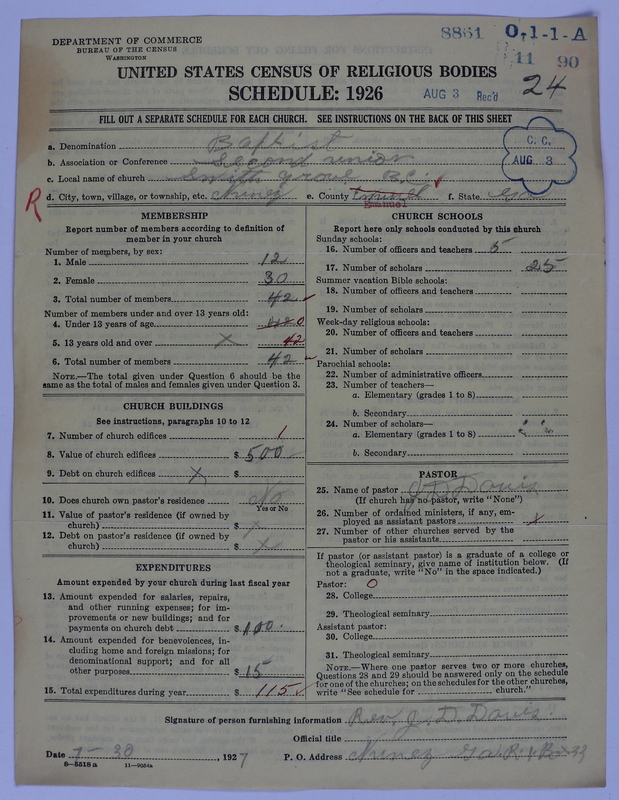 DEPARTMENT OF COMMERCE
BUREAU OF THE CENSUS
WASHINGTON
8861 O,1-1-A
11 90
UNITED STATES CENSUS OF RELIGIOUS BODIES
SCHEDULE: 1926
AUG 3 Rec'd
24
FILL OUT A SEPARATE SCHEDULE FOR EACH CHURCH. SEE INSTRUCTIONS ON THE BACK OF THIS SHEET
C. C.
AUG 3
a. Denomination Baptist
b. Association or Conference Second union
c. Local name of church Smith grove B.C.
R
d. City, town, village, or township, etc. e. County Emanuel f. State Ga
MEMBERSHIP
Report number of members according to definition of
member in your church
Number of members, by sex:
1. Male 12
2. Female 30
3. Total number of members 42
Number of members under and over 13 years old:
4. Under 13 years of age 0
5. 13 years old and over X 42
6. Total number of members 42
NOTE.—The total given under Question 6 should be
same as the total of males and females given under Question 3.
CHURCH BUILDINGS
See instructions, paragraphs 10 to 12
7. Number of church edifices 1
8. Value of church edifices $ 500
9. Debt on church edifices X $
10. Does church own pastor's residence No
Yes or No
11. Value of pastor's residence (if owned by
church) $ X
12. Debt on pastor's residence (if owned by
church) $ X
EXPENDITURES
Amount expended by your church during last fiscal year
13. Amount expended for salaries, repairs,
and other running expenses; for im-
provements or new buildings; and for
payments on church debt $ 100.
14. Amount expended for benevolences, in-
cluding home and foreign missions; for
denominational support; and for all
other purposes $ 15
15. Total expenditures during year $ 115
CHURCH SCHOOLS
Report here only schools conducted by this church
Sunday schools:
16. Number of officers and teachers 5
17. Number of scholars 25
Summer vacation Bible schools:
18. Number of officers and teachers
19. Number of scholars
Week-day religious schools:
20. Number of officers and teachers
21. Number of scholars
Parochial schools:
22. Number of administrative officers
23. Number of teachers—
a. Elementary (grades 1 to 8)
b. Secondary
24. Number of scholars—
a. Elementary (grades 1 to 8)
b. Secondary
PASTOR
25. Name of pastor J D Davis
(If church has no pastor, write "None")
26. Number of ordained ministers, if any, em-
ployed as assistant pastors x
27. Number of other churches served by the
pastor or his assistants
If pastor (or assistant pastor) is a graduate of a college or
theological seminary, give name of institution below. (If
not a graduate, write "No" in the space indicated.)
Pastor: O
28. College
29. Theological seminary
Assistant pastor:
30. College
31. Theological seminary
NOTE.—Where one pastor serves two or more churches,
Questions 28 and 29 should be answered only on the schedule
for one of the churches; on the schedules for the other churches,
write "See schedule for church."
Signature of person furnishing information Rev. J. D. Davis.
Official title
Date 7-30, 1927 P. O. Address Ga R 1 Box 33
8—5518 a 11—9054a